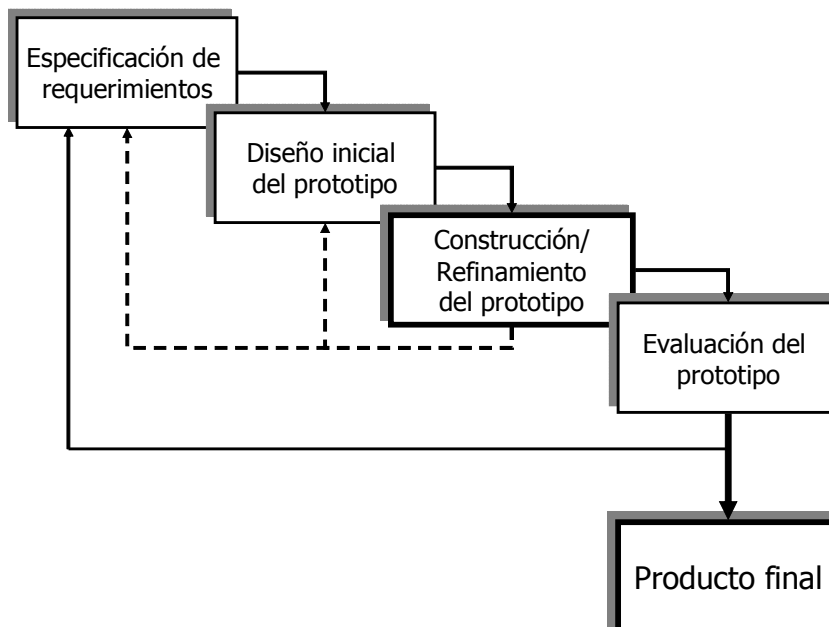 Especificación de
requerimientos
Diseño inicial
del prototipo
Construcción/
Refinamiento
del prototipo
Evaluación del
prototipo
Producto final